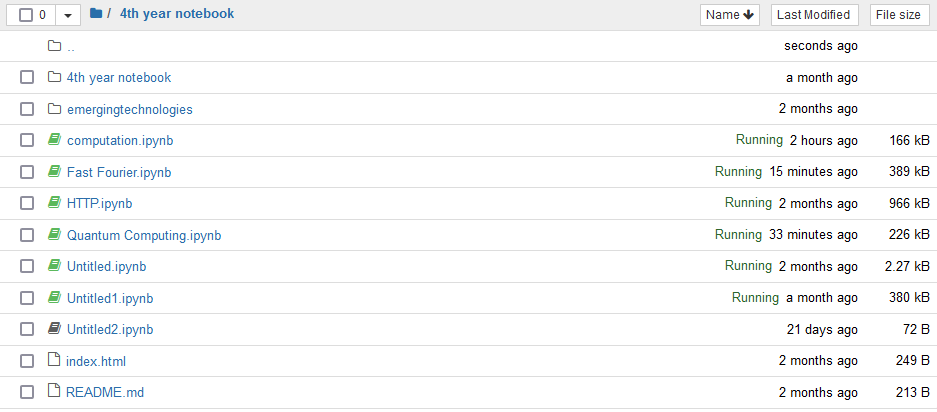 0 / 4th year notebook Name Last Modified File size
.. seconds ago
4th year notebook a month ago
emergingtechnologies 2 months ago
computation.ipynb Running 2 hours ago 166 kB
Fast Fourier.ipynb Running 15 minutes ago 389 kB
HTTP.ipynb Running 2 months ago 966 kB
Quantum Computing.ipynb Running 33 minutes ago 226 kB
Untitled.ipynb Running 2 months ago 2.27 kB
Untitled1.ipynb Running a month ago 380 kB
Untitled2.ipynb 21 days ago 72 B
index.html 2 months ago 249 B
README.md 2 months ago 213 B